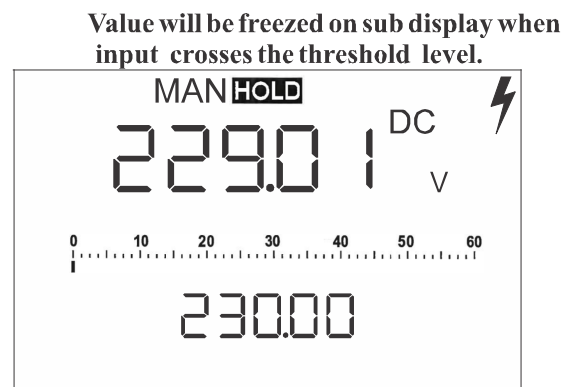 Value will be freezed on sub display when
input crosses the threshold level.
MAN HOLD
DC
229.01
V
0 10 20 30 40 50 60
230.00